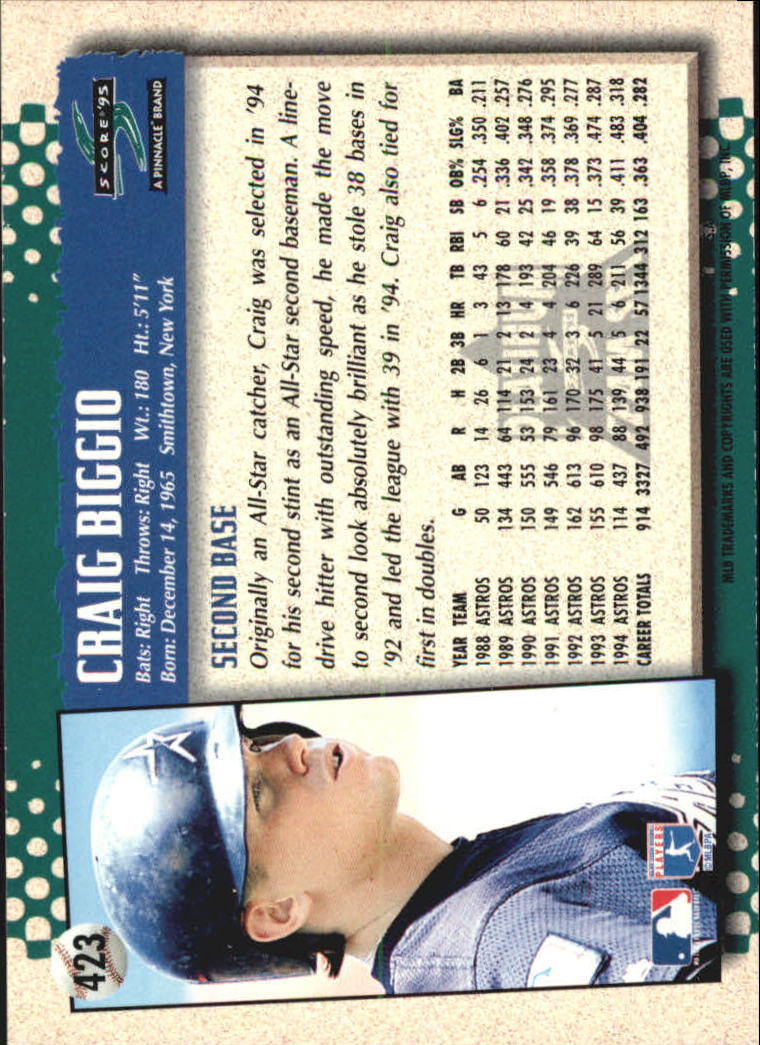 CRAIG BIGGIO
Bats: Right Throws: Right Wt.: 180 Ht.: 5'11"
Born: December 14, 1965 Smithtown, New York
SCORE '95
A PINNACLE BRAND
SECOND BASE
Originally an All-Star catcher, Craig was selected in '94
for his second stint as an All-Star second baseman. A line-
drive hitter with outstanding speed, he made the move
to second look absolutely brilliant as he stole 38 bases in
'92 and led the league with 39 in '94. Craig also tied for
first in doubles.
YEAR TEAM G AB R H 2B 3B HR TB RBI SB OB% SLG% BA
1988 ASTROS 50 123 14 26 6 1 3 43 5 6 .254 .350 .211
1989 ASTROS 134 443 64 114 21 2 13 178 60 21 .336 .402 .257
1990 ASTROS 150 555 53 153 24 2 4 193 42 25 .342 .348 .276
1991 ASTROS 149 546 79 161 23 4 4 204 46 19 .358 .374 .295
1992 ASTROS 162 613 96 170 32 3 6 226 39 38 .378 .369 .277
1993 ASTROS 155 610 98 175 41 5 21 289 64 15 .373 .474 .287
1994 ASTROS 114 437 88 139 44 5 6 211 56 39 .411 .483 .318
CAREER TOTALS 914 3327 492 938 191 22 57 1344 312 163 .363 .404 .282
MLB TRADEMARKS AND COPYRIGHTS ARE USED WITH PERMISSION OF MLBP, INC.
423
PLAYERS
©MLBPA